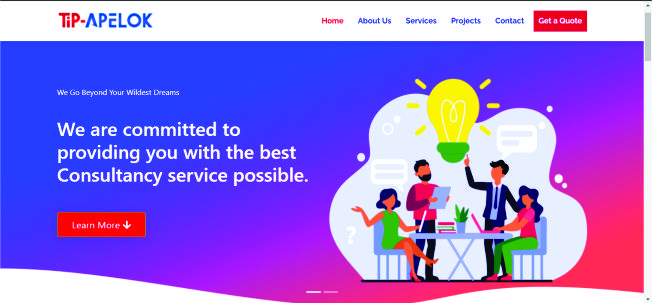 TiP-APELOK
Home About Us Services Projects Contact Get a Quote
We Go Beyond Your Wildest Dreams
We are committed to
providing you with the best
Consultancy service possible.
Learn More
?